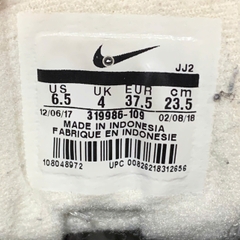 JJ2
US UK EUR cm
6.5 4 37.5 23.5
12/06/17 319986-109 02/08/18
MADE IN INDONESIA
FABRIQUE EN INDONESIE
108048972 UPC 00826218312656